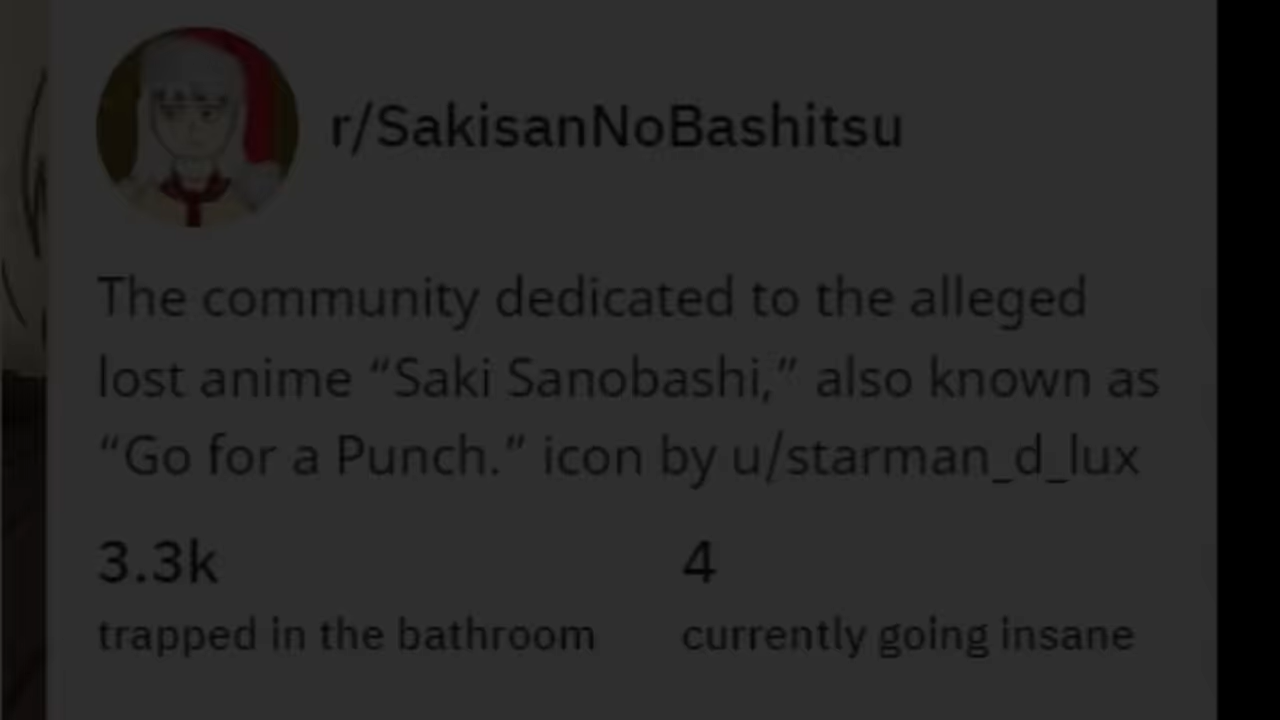 r/SakisanNoBashitsu
The community dedicated to the alleged
lost anime “Saki Sanobashi,” also known as
“Go for a Punch.” icon by u/starman_d_lux
3.3k 4
trapped in the bathroom currently going insane